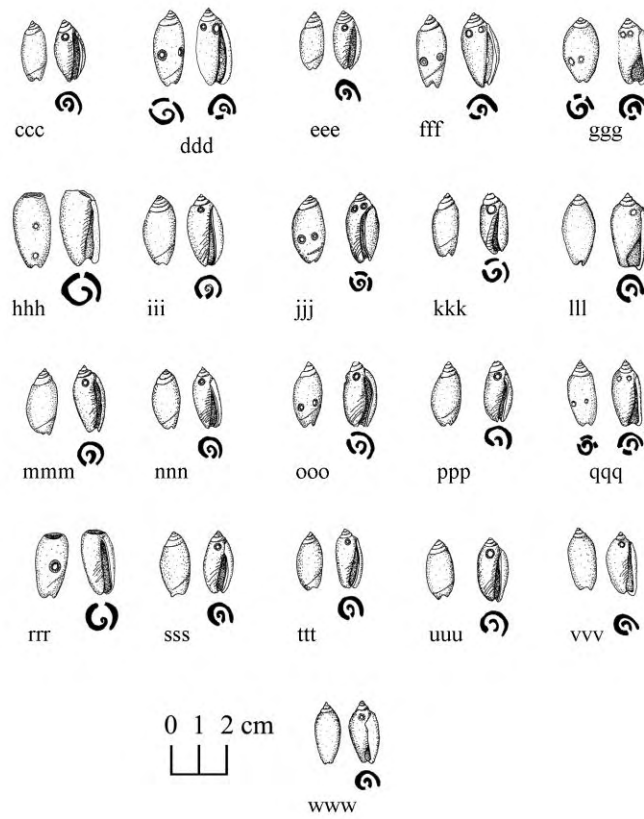 ccc
ddd
eee
fff
ggg
hhh
iii
jjj
kkk
lll
mmm
nnn
ooo
ppp
qqq
rrr
sss
ttt
uuu
vvv
0 1 2 cm
www